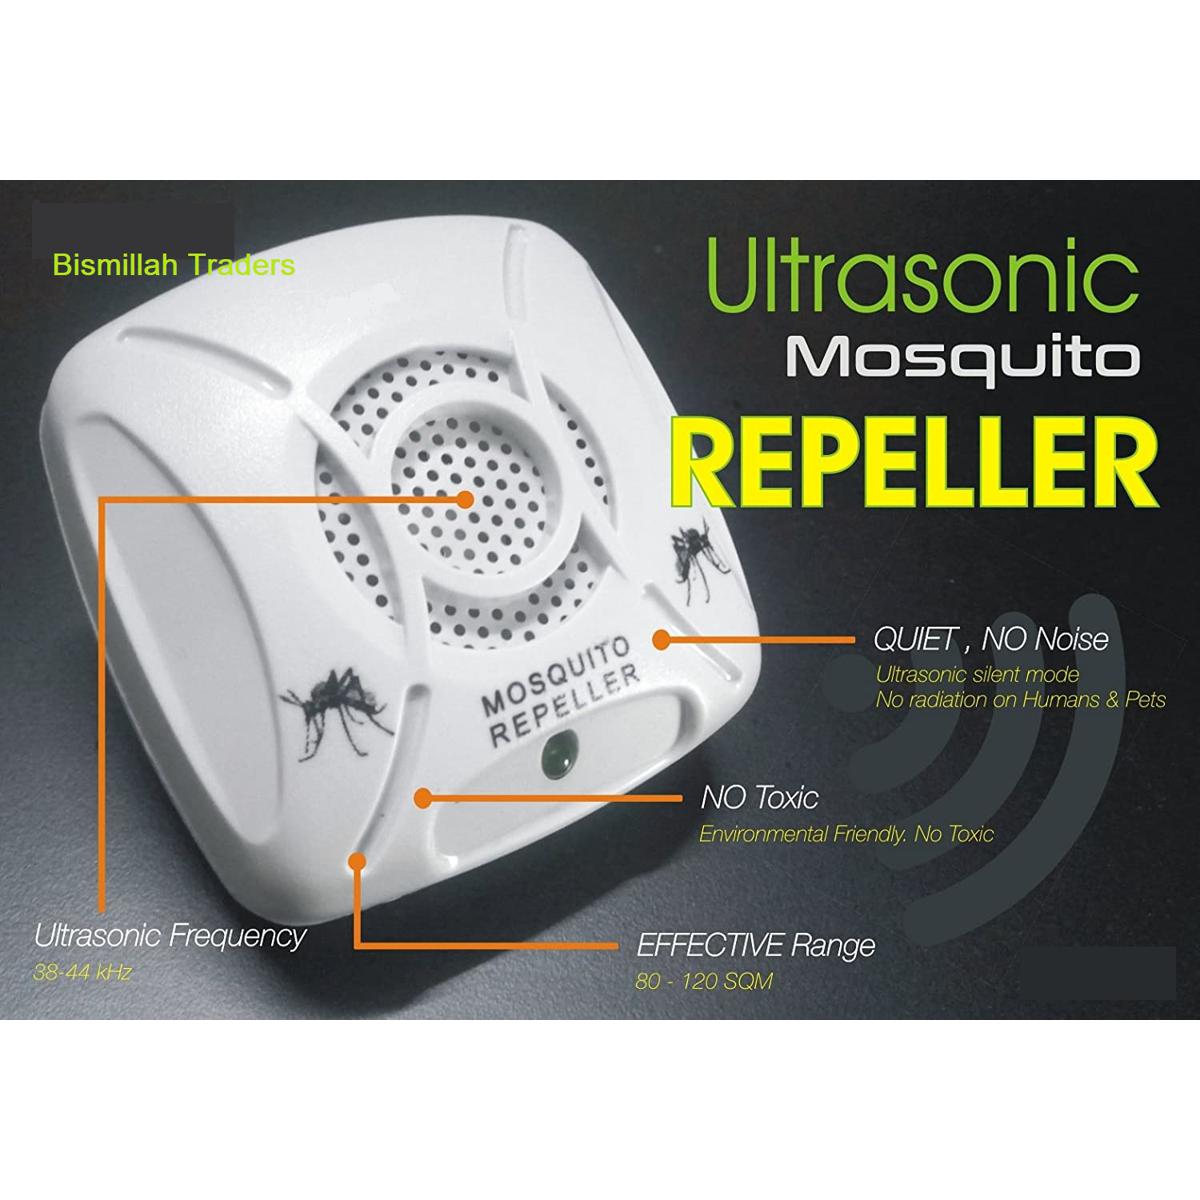 Bismillah Traders
Ultrasonic
Mosquito
REPELLER
MOSQUITO
REPELLER
QUIET , NO Noise
Ultrasonic silent mode
No radiation on Humans & Pets
NO Toxic
Environmental Friendly. No Toxic
Ultrasonic Frequency
38-44 kHz
EFFECTIVE Range
80 - 120 SQM